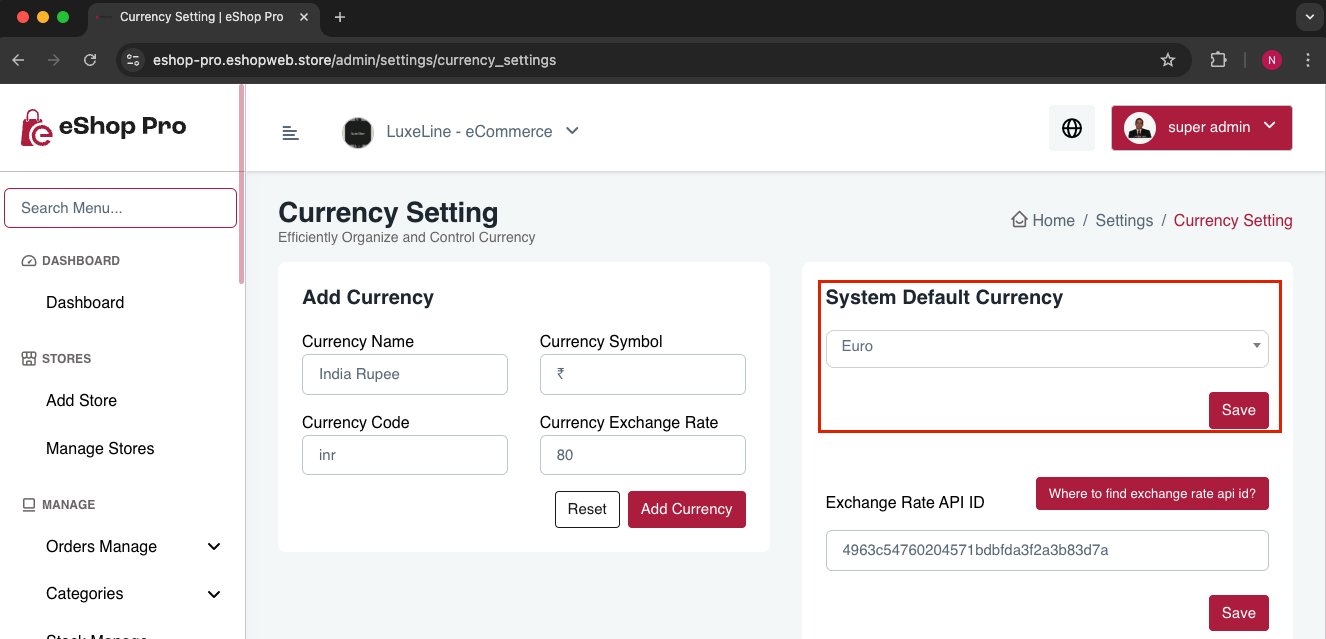 Currency Setting | eShop Pro
eshop-pro.eshopweb.store/admin/settings/currency_settings
N
eShop Pro
LuxeLine - eCommerce
super admin
Search Menu...
DASHBOARD
Dashboard
STORES
Add Store
Manage Stores
MANAGE
Orders Manage
Categories
Stock Manage
Currency Setting
Efficiently Organize and Control Currency
Home / Settings / Currency Setting
Add Currency
Currency Name
Currency Symbol
India Rupee
₹
Currency Code
Currency Exchange Rate
inr
80
Reset
Add Currency
System Default Currency
Euro
Save
Exchange Rate API ID
Where to find exchange rate api id?
4963c54760204571bdbfda3f2a3b83d7a
Save